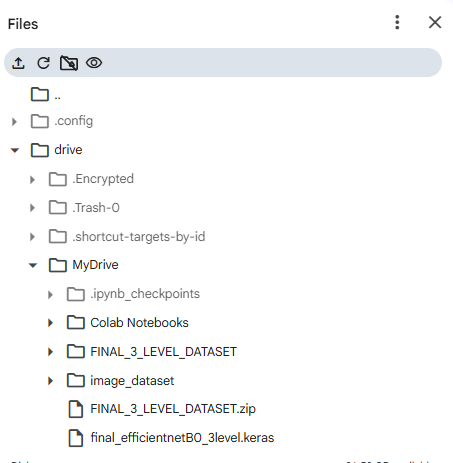 Files
..
.config
drive
.Encrypted
.Trash-0
.shortcut-targets-by-id
MyDrive
.ipynb_checkpoints
Colab Notebooks
FINAL_3_LEVEL_DATASET
image_dataset
FINAL_3_LEVEL_DATASET.zip
final_efficientnetB0_3level.keras